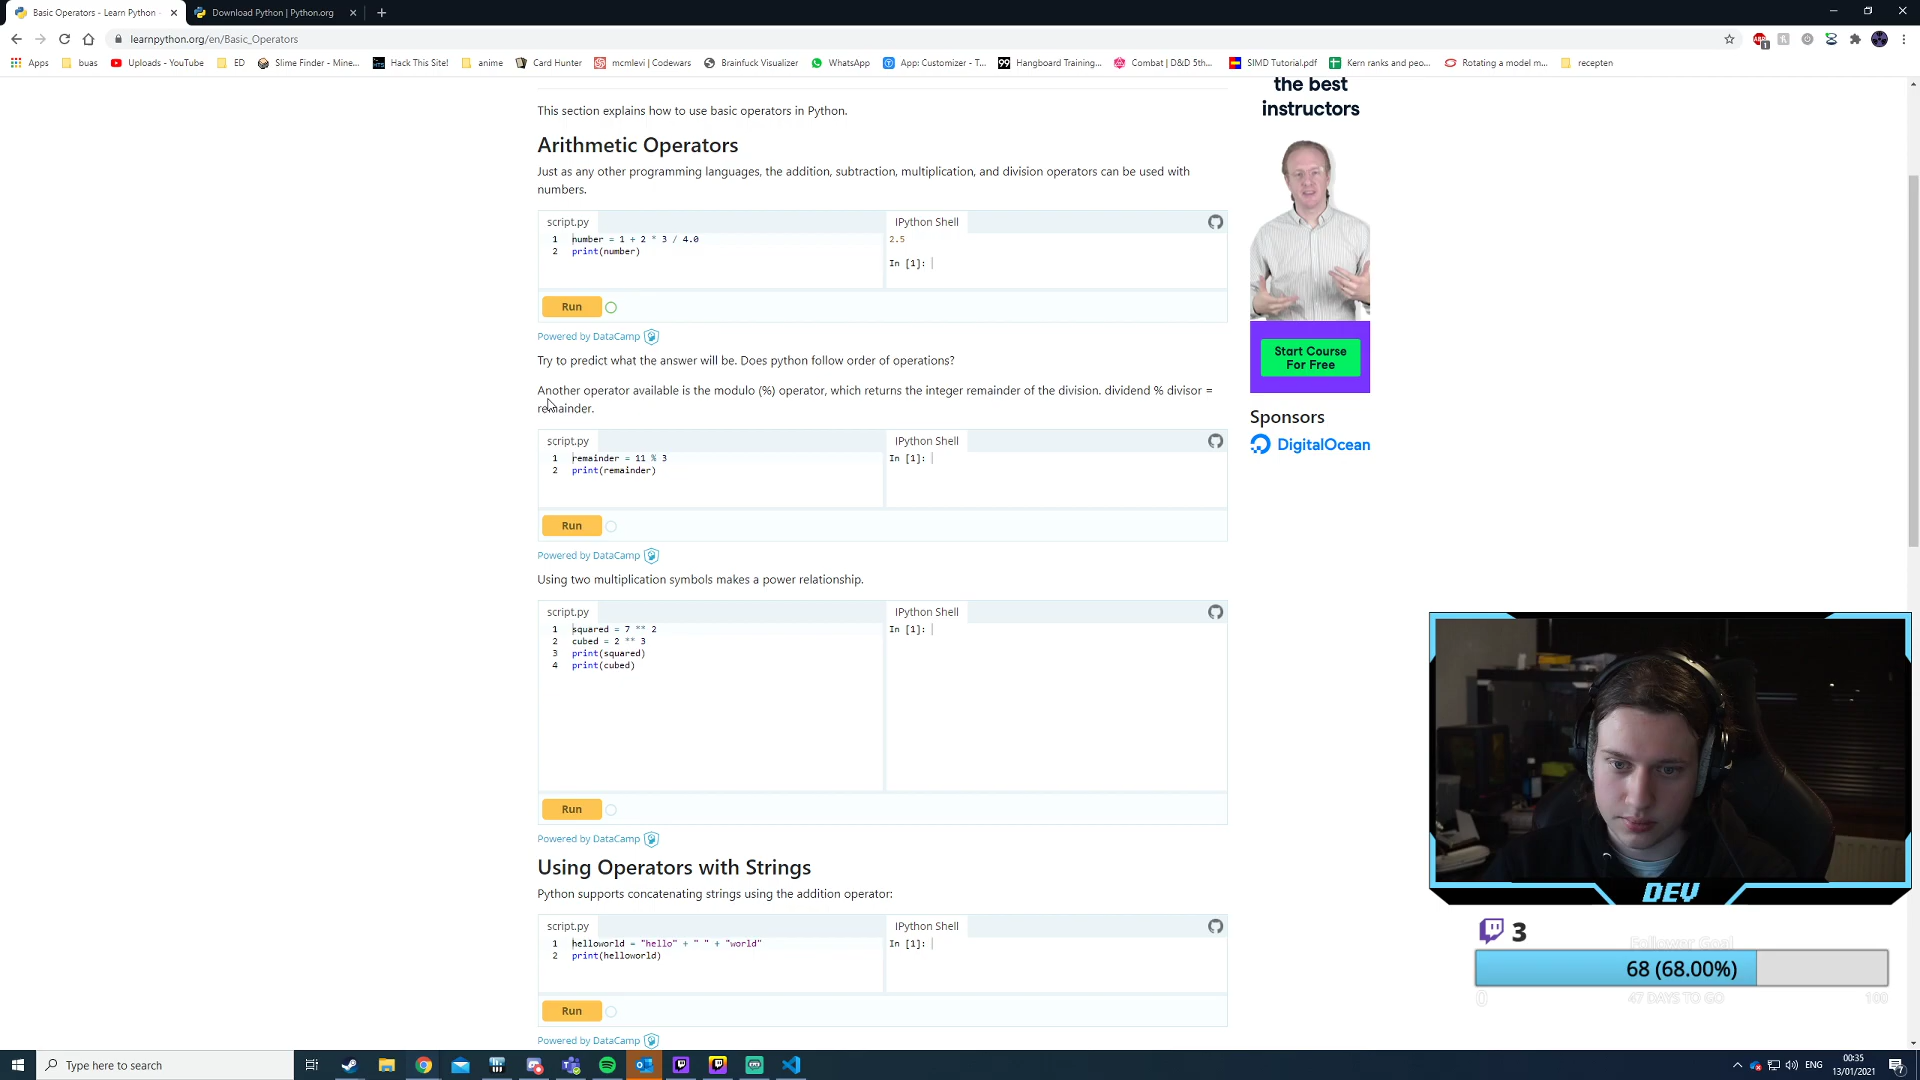 Basic Operators - Learn Python -
Download Python | Python.org
learnpython.org/en/Basic_Operators
Apps
buas
Uploads - YouTube
ED
Slime Finder - Mine...
Hack This Site!
anime
Card Hunter
mcmlevi | Codewars
Brainfuck Visualizer
WhatsApp
App: Customizer - T...
Hangboard Training...
Combat | D&D 5th...
SIMD Tutorial.pdf
Kern ranks and peo...
Rotating a model m...
recepten
the best
instructors
This section explains how to use basic operators in Python.
Arithmetic Operators
Just as any other programming languages, the addition, subtraction, multiplication, and division operators can be used with
numbers.
script.py
IPython Shell
1 number = 1 + 2 * 3 / 4.0
2 print(number)
2.5
In [1]:
Run
Powered by DataCamp
Try to predict what the answer will be. Does python follow order of operations?
Another operator available is the modulo (%) operator, which returns the integer remainder of the division. dividend % divisor =
remainder.
Start Course
For Free
Sponsors
DigitalOcean
script.py
IPython Shell
1 remainder = 11 % 3
2 print(remainder)
In [1]:
Run
Powered by DataCamp
Using two multiplication symbols makes a power relationship.
script.py
IPython Shell
1 squared = 7 ** 2
2 cubed = 2 ** 3
3 print(squared)
4 print(cubed)
In [1]:
Run
Powered by DataCamp
Using Operators with Strings
Python supports concatenating strings using the addition operator:
script.py
IPython Shell
1 helloworld = "hello" + " " + "world"
2 print(helloworld)
In [1]:
Run
Powered by DataCamp
DEV
3
Follower Goal
68 (68.00%)
0
47 DAYS TO GO
100
Type here to search
ENG
00:35
13/01/2021